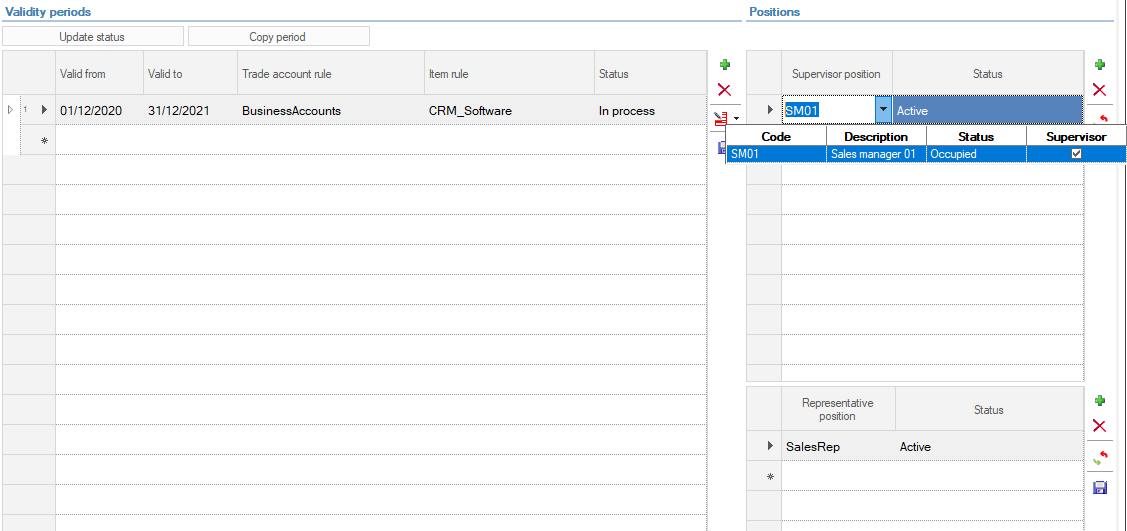 Validity periods
Positions
Update status
Copy period
Valid from Valid to Trade account rule Item rule Status
1 01/12/2020 31/12/2021 BusinessAccounts CRM_Software In process
Supervisor position Status
SM01 Active
Code Description Status Supervisor
SM01 Sales manager 01 Occupied
Representative
position
Status
SalesRep Active